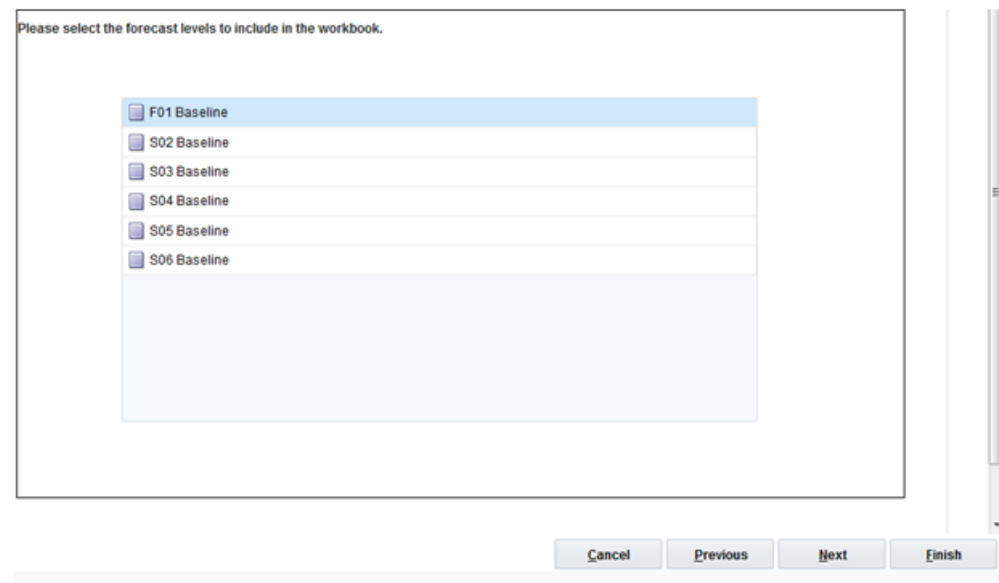 Please select the forecast levels to include in the workbook.
F01 Baseline
S02 Baseline
S03 Baseline
S04 Baseline
S05 Baseline
S06 Baseline
Cancel Previous Next Finish